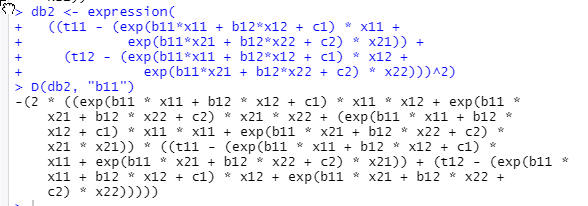 > db2 <- expression(
+   ((t11 - (exp(b11*x11 + b12*x12 + c1) * x11 +
+             exp(b11*x21 + b12*x22 + c2) * x21)) +
+     (t12 - (exp(b11*x11 + b12*x12 + c1) * x12 +
+               exp(b11*x21 + b12*x22 + c2) * x22)))^2)
> D(db2, "b11")
-(2 * ((exp(b11 * x11 + b12 * x12 + c1) * x11 * x12 + exp(b11 *
    x21 + b12 * x22 + c2) * x21 * x22 + (exp(b11 * x11 + b12 *
    x12 + c1) * x11 * x11 + exp(b11 * x21 + b12 * x22 + c2) *
    x21 * x21)) * ((t11 - (exp(b11 * x11 + b12 * x12 + c1) *
    x11 + exp(b11 * x21 + b12 * x22 + c2) * x21)) + (t12 - (exp(b11 *
    x11 + b12 * x12 + c1) * x12 + exp(b11 * x21 + b12 * x22 +
    c2) * x22)))))